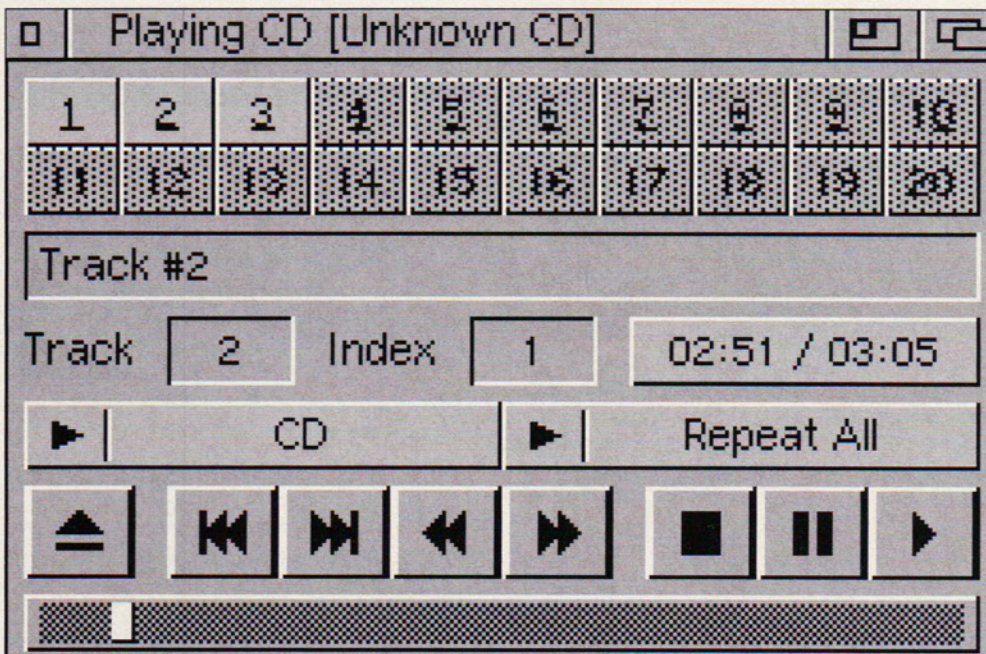 Playing CD [Unknown CD]
1 2 3 4 5 6 7 8 9 10
11 12 13 14 15 16 17 18 19 20
Track #2
Track 2 Index 1 02:51 / 03:05
CD Repeat All